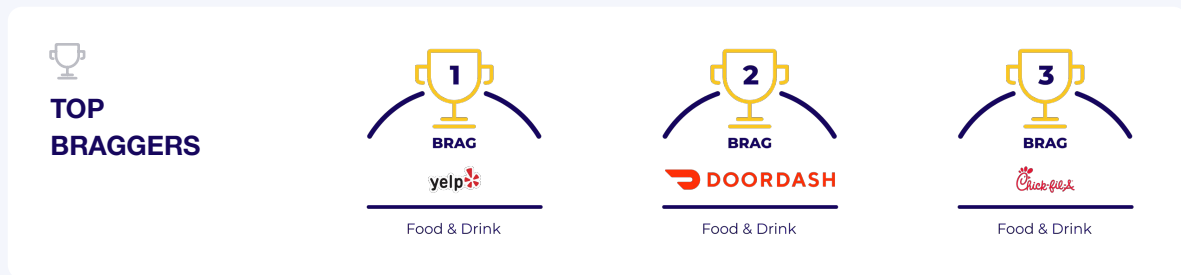 TOP
BRAGGERS
1
BRAG
yelp
Food & Drink
2
BRAG
DOORDASH
Food & Drink
3
BRAG
Chick-fil-A
Food & Drink